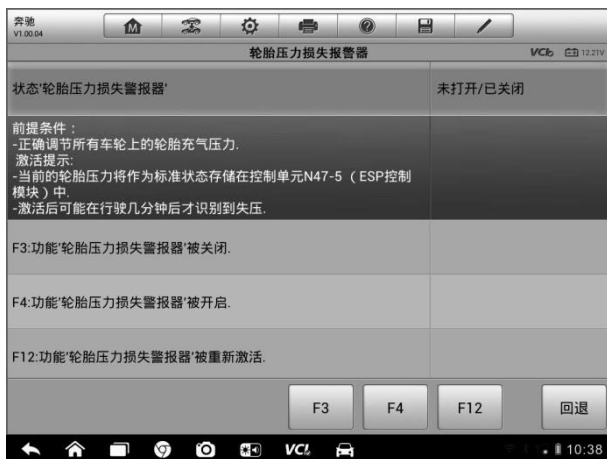 奔驰
V1.00.04
轮胎压力损失报警器
VCI
12.21V
状态'轮胎压力损失警报器'
未打开/已关闭
前提条件：
-正确调节所有车轮上的轮胎充气压力.
激活提示:
-当前的轮胎压力将作为标准状态存储在控制单元N47-5 （ESP控制
模块）中.
-激活后可能在行驶几分钟后才识别到失压.
F3:功能'轮胎压力损失警报器'被关闭.
F4:功能'轮胎压力损失警报器'被开启.
F12:功能'轮胎压力损失警报器'被重新激活.
F3
F4
F12
回退
VCI
10:38